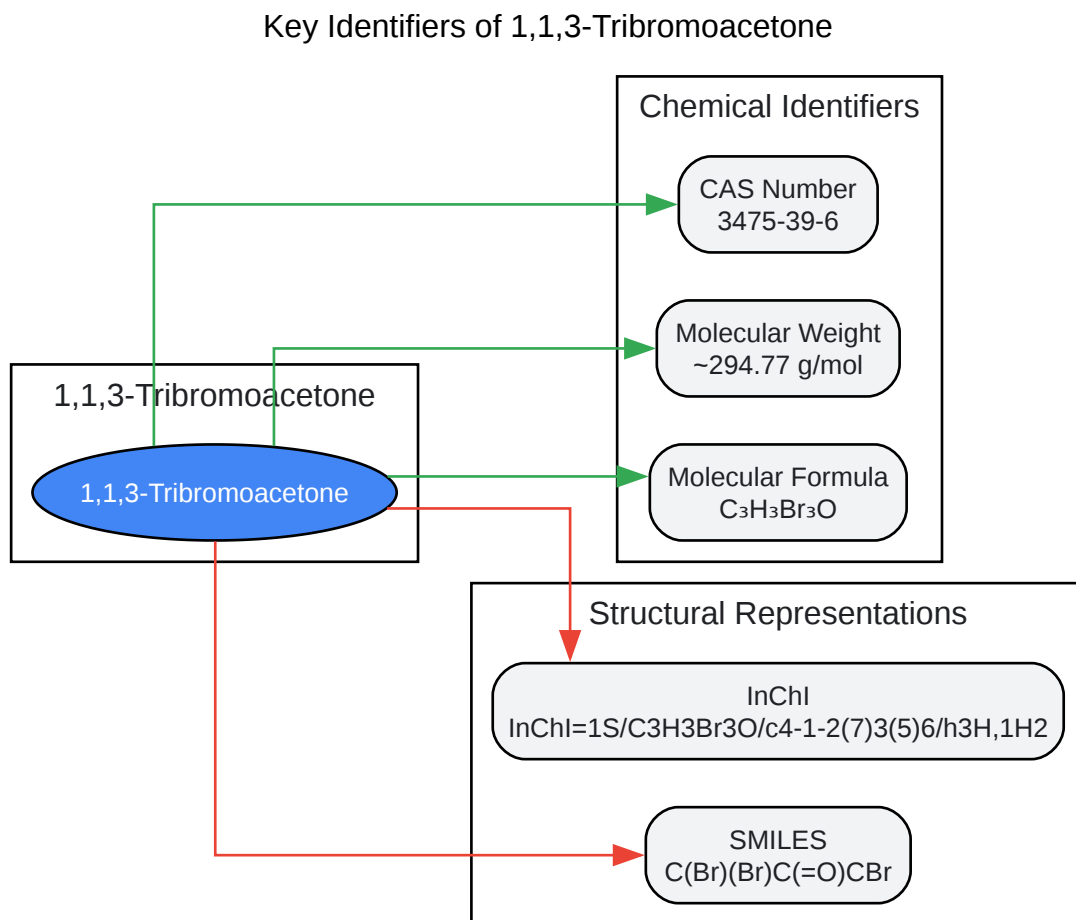 Key Identifiers of 1,1,3-Tribromoacetone
Chemical Identifiers
CAS Number
3475-39-6
Molecular Weight
~294.77 g/mol
1,1,3-Tribromoacetone
1,1,3-Tribromoacetone
Molecular Formula
C₃H₃Br₃O
Structural Representations
InChI
InChI=1S/C3H3Br3O/c4-1-2(7)3(5)6/h3H,1H2
SMILES
C(Br)(Br)C(=O)CBr